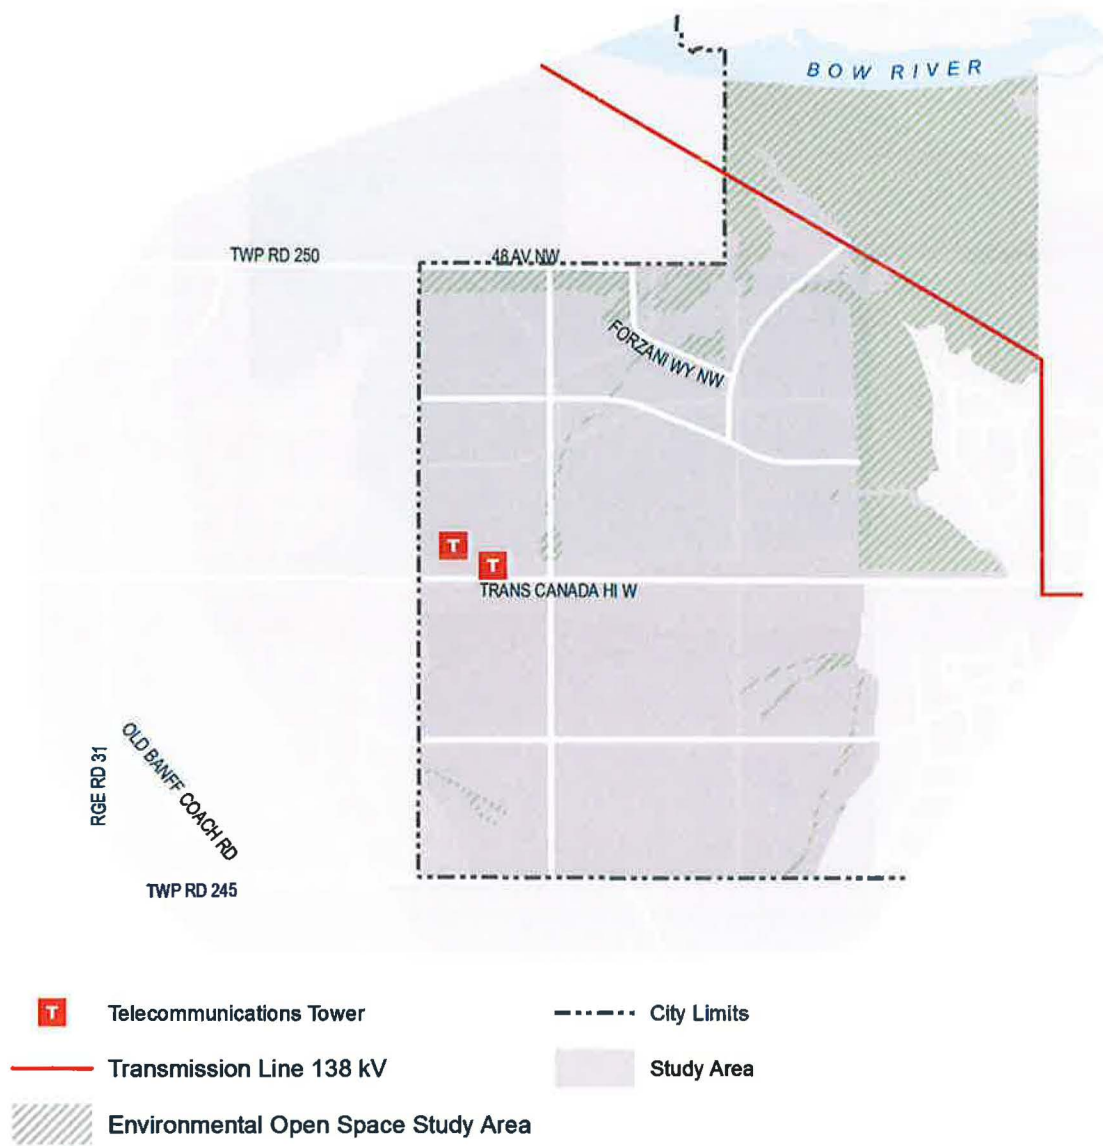 BOW RIVER
TWP RD 250
48 AV NW
FORZANI WY NW
T
T
TRANS CANADA HI W
OLD BANFF COACH RD
RGE RD 31
TWP RD 245
T Telecommunications Tower
City Limits
Transmission Line 138 kV
Study Area
Environmental Open Space Study Area